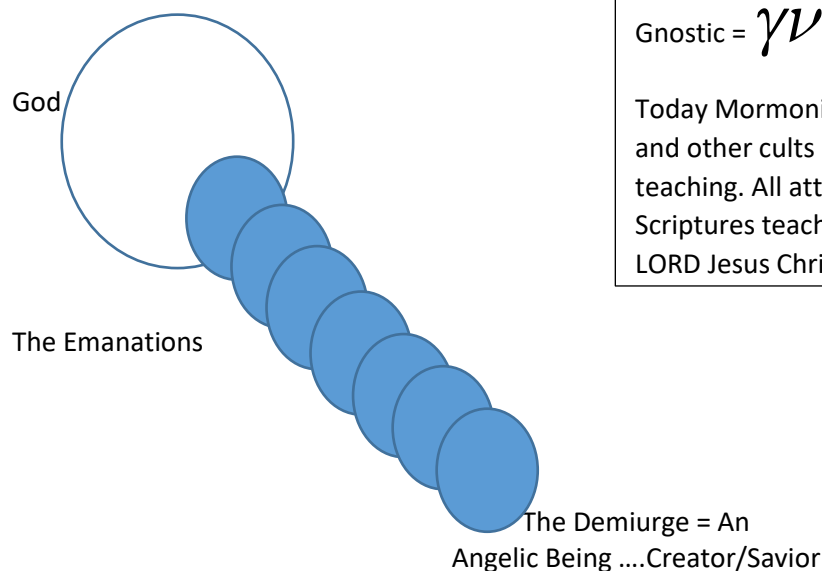 God
The Emanations
The Demiurge = An
Angelic Being ….Creator/Savior
Gnostic = γν
Today Mormoni
and other cults
teaching. All att
Scriptures teach
LORD Jesus Chri